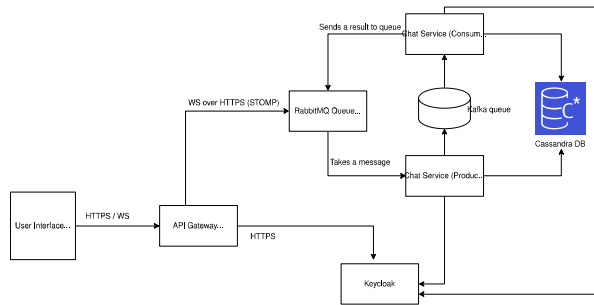 Sends a result to queue
Chat Service (Consum...
WS over HTTPS (STOMP)
RabbitMQ Queue...
Kafka queue
C*
Cassandra DB
Takes a message
Chat Service (Produc...
User Interface...
HTTPS / WS
API Gateway...
HTTPS
Keycloak